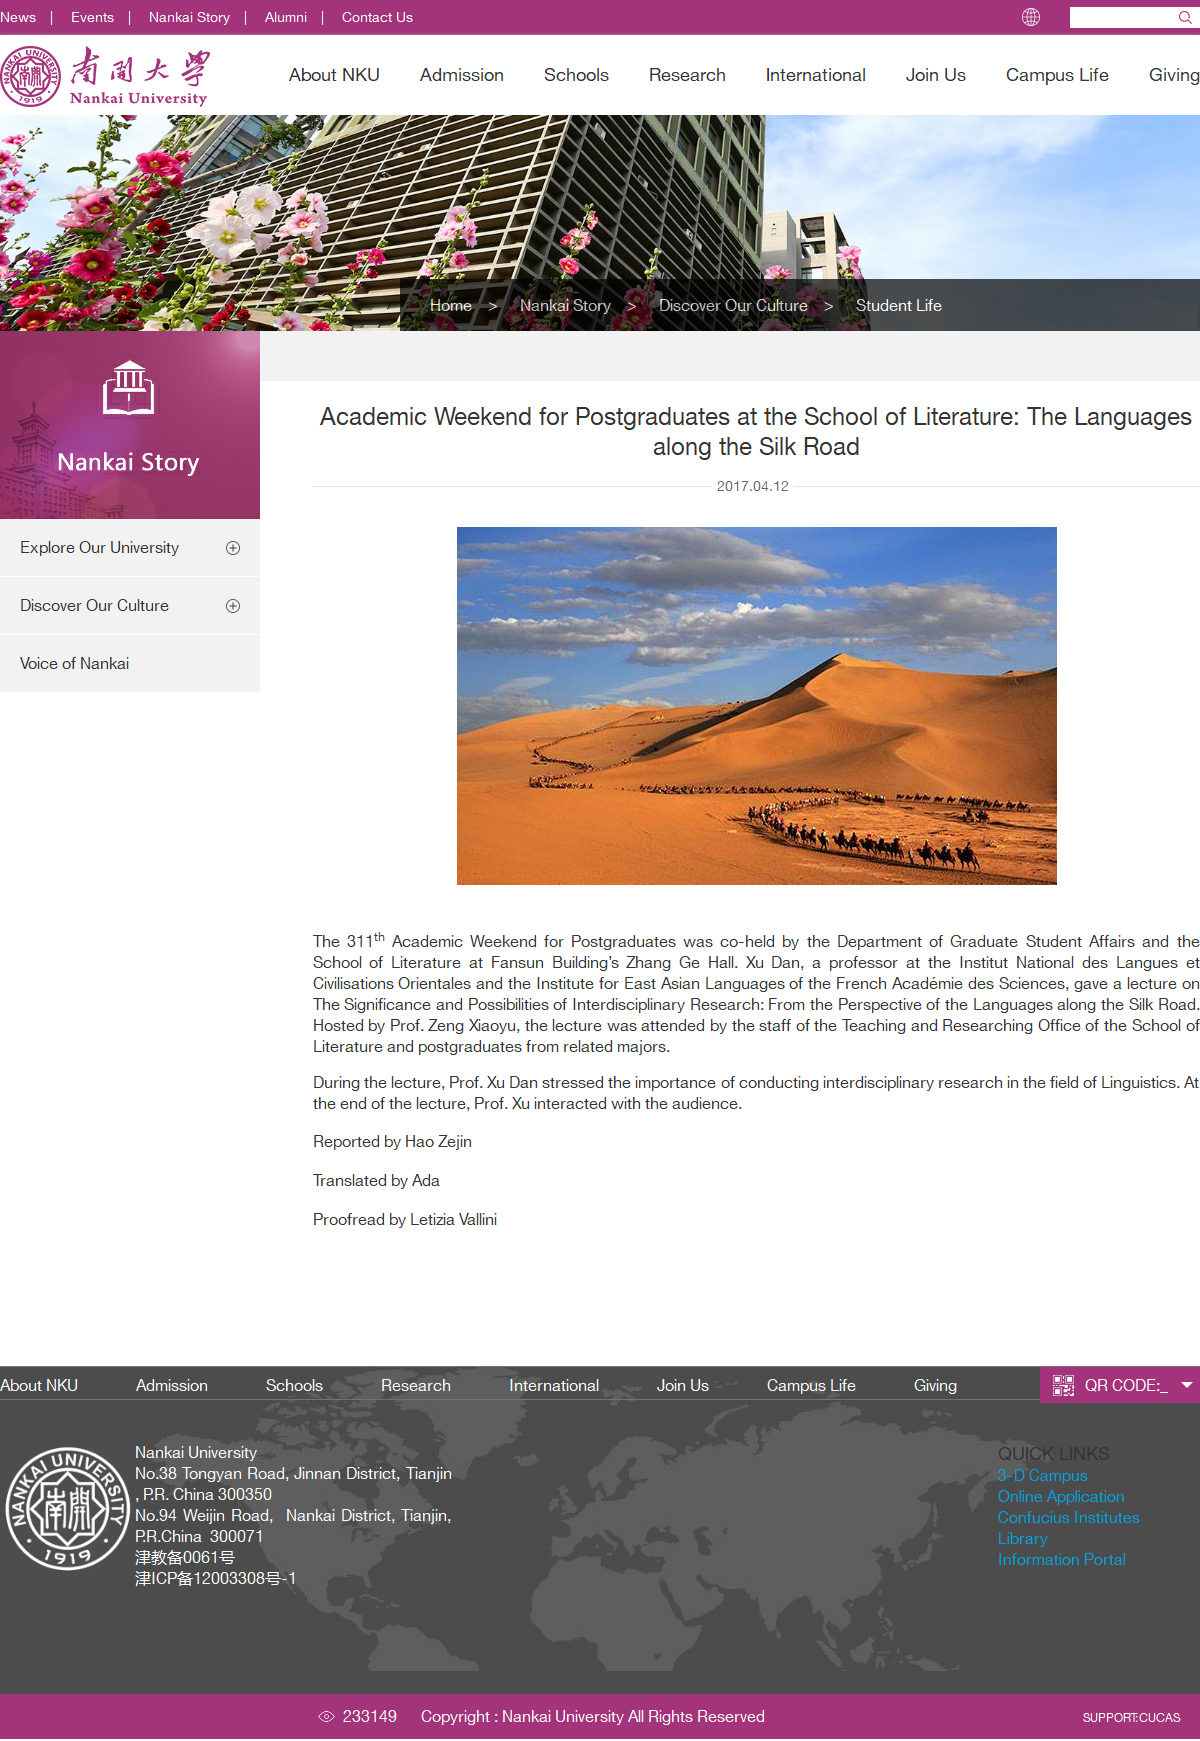 News | Events | Nankai Story | Alumni | Contact Us
NANKAI UNIVERSITY
1919
南開大學
Nankai University
About NKU Admission Schools Research International Join Us Campus Life Giving
Home > Nankai Story > Discover Our Culture > Student Life
Nankai Story
Explore Our University
Discover Our Culture
Voice of Nankai
Academic Weekend for Postgraduates at the School of Literature: The Languages
along the Silk Road
2017.04.12
The 311th Academic Weekend for Postgraduates was co-held by the Department of Graduate Student Affairs and the
School of Literature at Fansun Building's Zhang Ge Hall. Xu Dan, a professor at the Institut National des Langues et
Civilisations Orientales and the Institute for East Asian Languages of the French Académie des Sciences, gave a lecture on
The Significance and Possibilities of Interdisciplinary Research: From the Perspective of the Languages along the Silk Road.
Hosted by Prof. Zeng Xiaoyu, the lecture was attended by the staff of the Teaching and Researching Office of the School of
Literature and postgraduates from related majors.
During the lecture, Prof. Xu Dan stressed the importance of conducting interdisciplinary research in the field of Linguistics. At
the end of the lecture, Prof. Xu interacted with the audience.
Reported by Hao Zejin
Translated by Ada
Proofread by Letizia Vallini
About NKU Admission Schools Research International Join Us Campus Life Giving QR CODE:_
NANKAI UNIVERSITY
南開
1919
Nankai University
No.38 Tongyan Road, Jinnan District, Tianjin
, P.R. China 300350
No.94 Weijin Road, Nankai District, Tianjin,
P.R.China 300071
津教备0061号
津ICP备12003308号-1
QUICK LINKS
3-D Campus
Online Application
Confucius Institutes
Library
Information Portal
233149 Copyright : Nankai University All Rights Reserved
SUPPORT:CUCAS